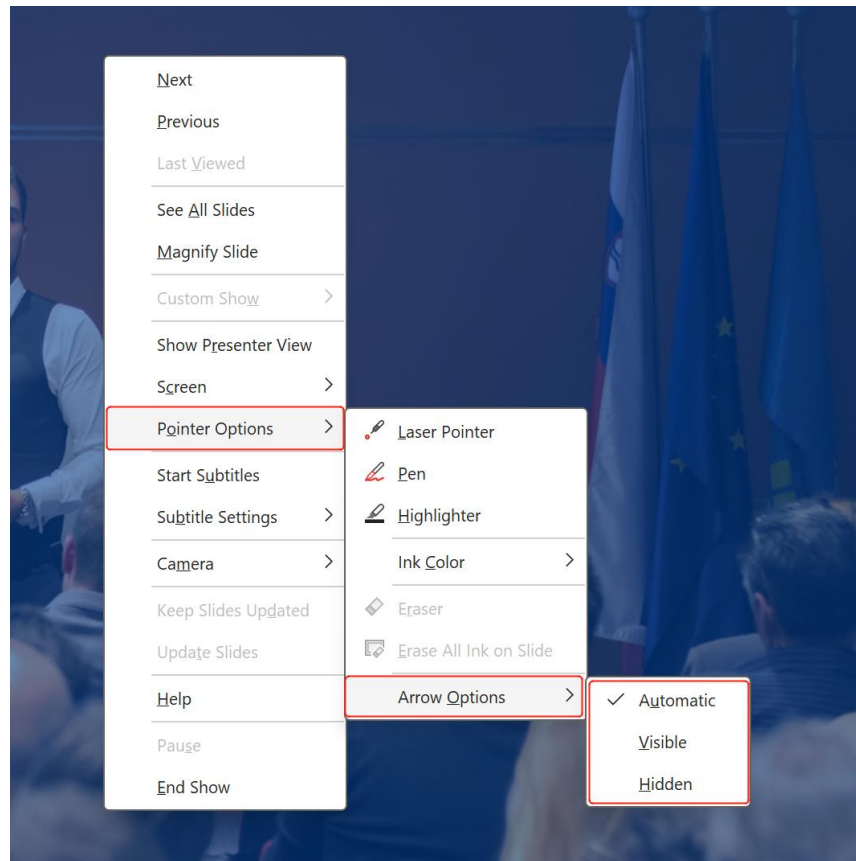 Next
Previous
Last Viewed
See All Slides
Magnify Slide
Custom Show
Show Presenter View
Screen
Pointer Options
Start Subtitles
Subtitle Settings
Camera
Keep Slides Updated
Update Slides
Help
Pause
End Show
Laser Pointer
Pen
Highlighter
Ink Color
Eraser
Erase All Ink on Slide
Arrow Options
Automatic
Visible
Hidden